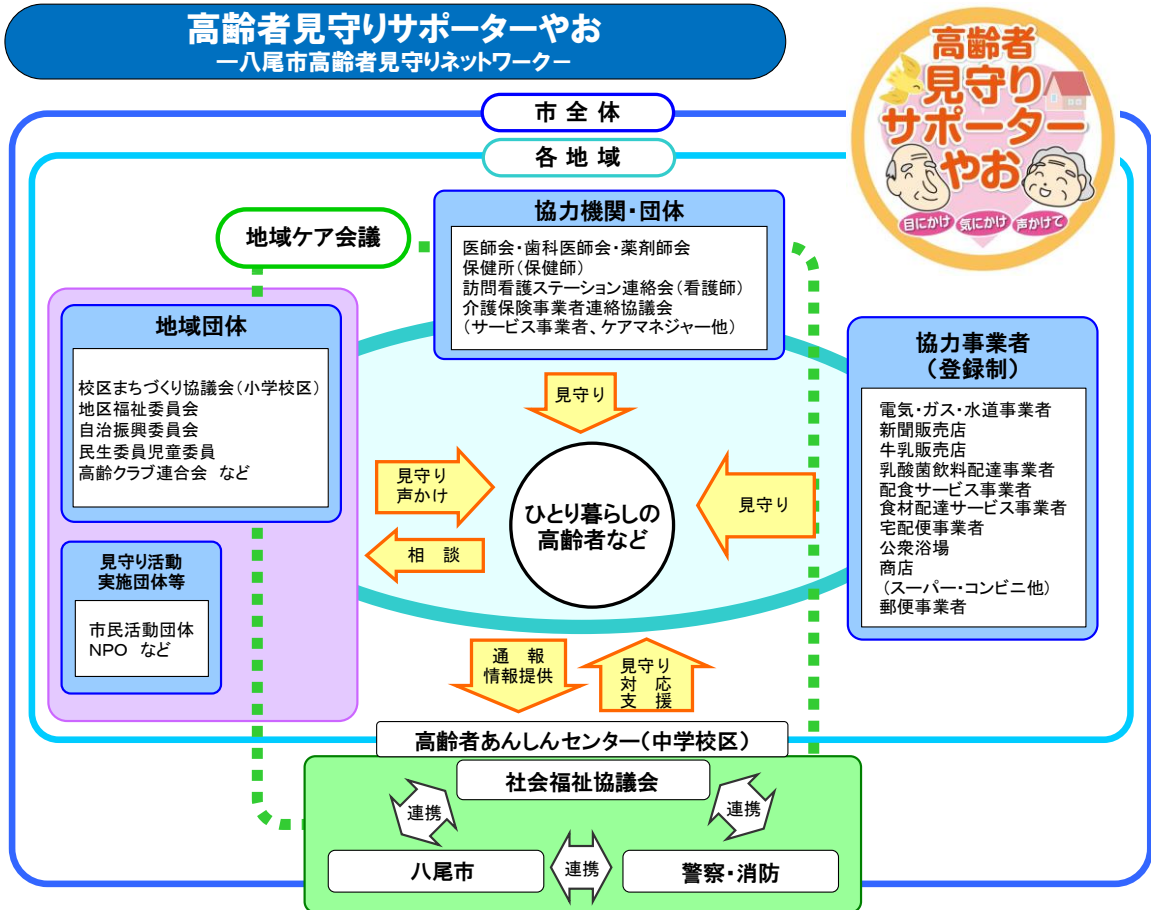 高齢者見守りサポーターやお
ー八尾市高齢者見守りネットワークー
高齢者
見守り
サポーター
やお
目にかけ 気にかけ 声かけて
市全体
各地域
地域ケア会議
協力機関・団体
医師会・歯科医師会・薬剤師会
保健所(保健師)
訪問看護ステーション連絡会(看護師)
介護保険事業者連絡協議会
(サービス事業者、ケアマネジャー他)
地域団体
校区まちづくり協議会(小学校区)
地区福祉委員会
自治振興委員会
民生委員児童委員
高齢クラブ連合会 など
見守り活動
実施団体等
市民活動団体
NPO など
協力事業者
(登録制)
電気・ガス・水道事業者
新聞販売店
牛乳販売店
乳酸菌飲料配達事業者
配食サービス事業者
食材配達サービス事業者
宅配便事業者
公衆浴場
商店
(スーパー・コンビニ他)
郵便事業者
見守り
見守り
声かけ
相 談
ひとり暮らしの
高齢者など
見守り
通 報
情報提供
見守り
対 応
支 援
高齢者あんしんセンター(中学校区)
社会福祉協議会
連携
連携
八尾市
連携
警察・消防